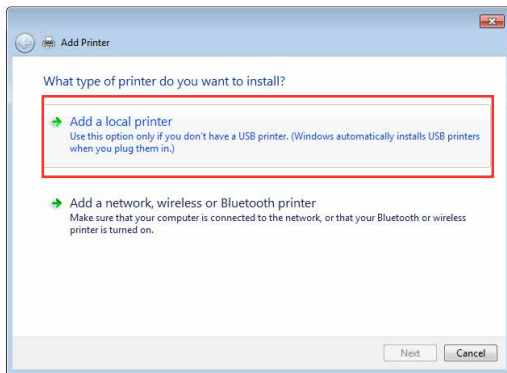 Add Printer
What type of printer do you want to install?
Add a local printer
Use this option only if you don't have a USB printer. (Windows automatically installs USB printers
when you plug them in.)
Add a network, wireless or Bluetooth printer
Make sure that your computer is connected to the network, or that your Bluetooth or wireless
printer is turned on.
Next Cancel